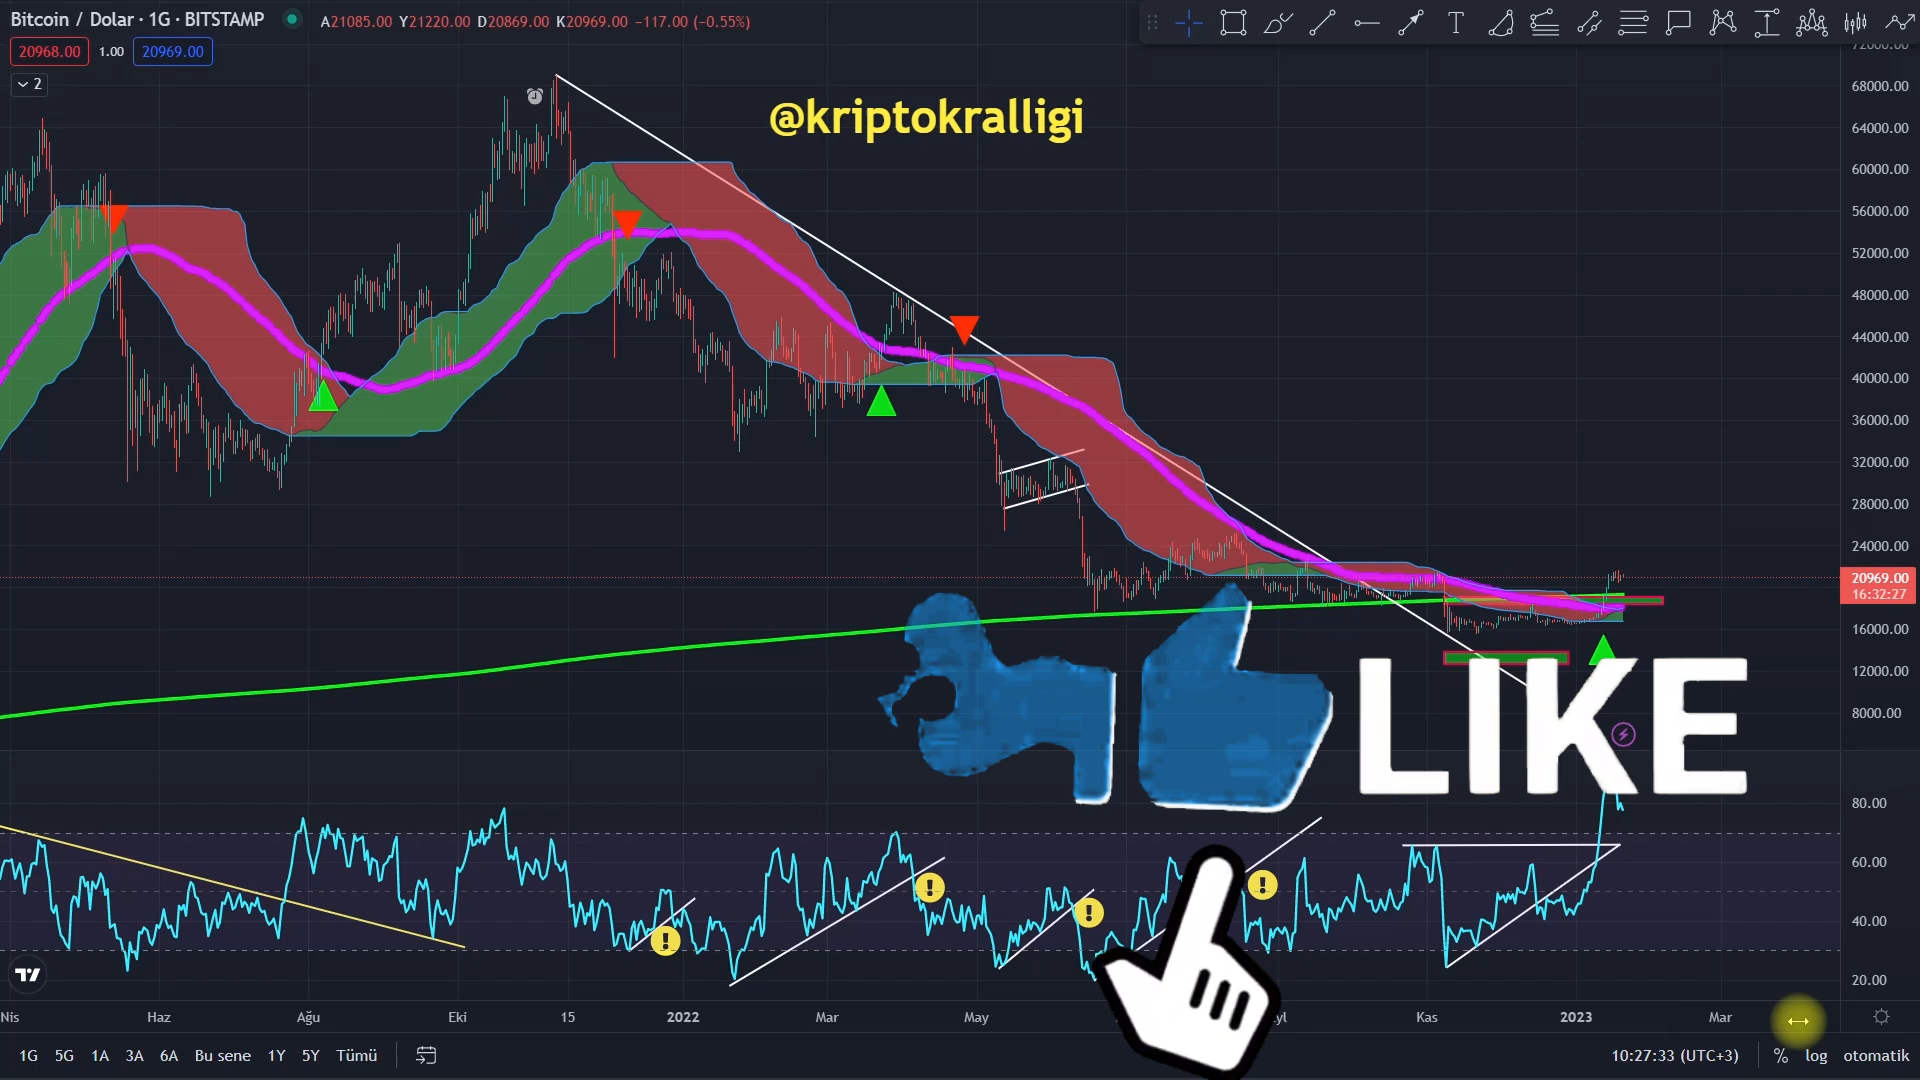 Bitcoin / Dolar · 1G · BITSTAMP A21085.00 Y21220.00 D20869.00 K20969.00 −117.00 (−0.55%)
20968.00 1.00 20969.00
2
@kriptokralligi
T
68000.00
64000.00
60000.00
56000.00
52000.00
48000.00
44000.00
40000.00
36000.00
32000.00
28000.00
24000.00
20969.00
16:32:27
16000.00
12000.00
8000.00
LIKE
80.00
60.00
40.00
20.00
! ! ! !
Nis Haz Ağu Eki 15 2022 Mar May Kas 2023 Mar
1G 5G 1A 3A 6A Bu sene 1Y 5Y Tümü 10:27:33 (UTC+3) % log otomatik